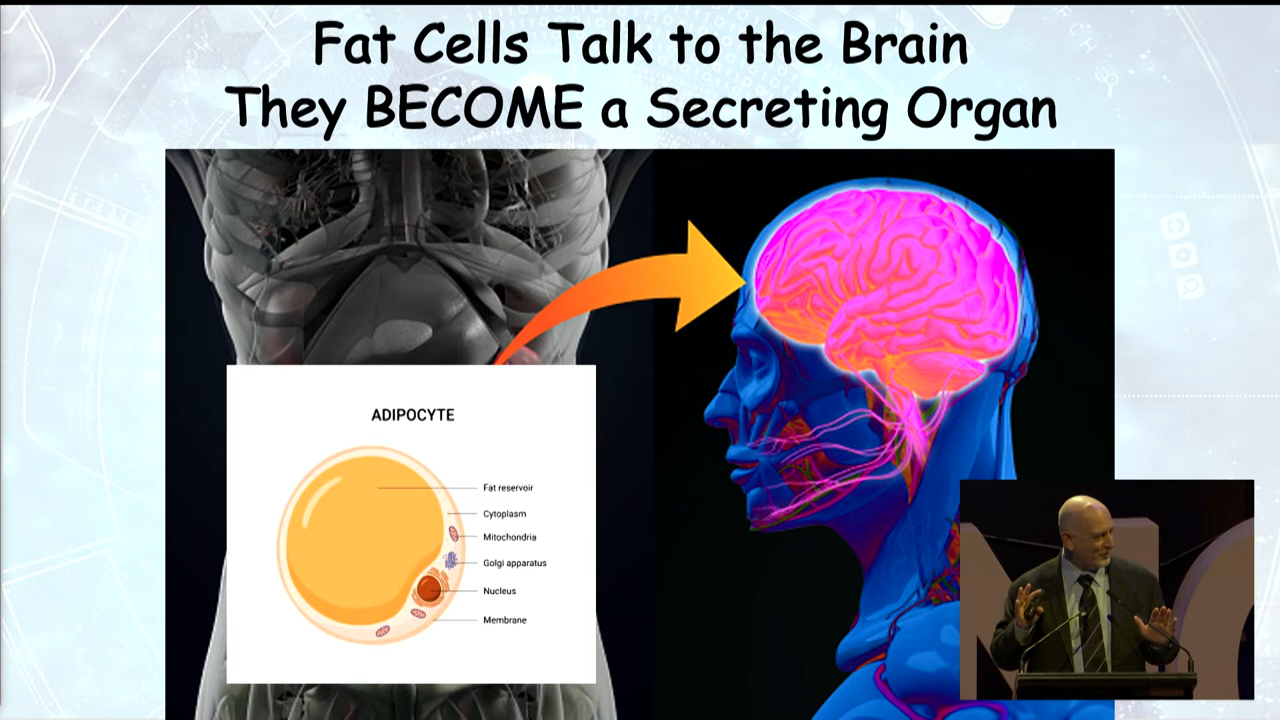 Fat Cells Talk to the Brain
They BECOME a Secreting Organ
ADIPOCYTE
Fat reservoir
Cytoplasm
Mitochondria
Golgi apparatus
Nucleus
Membrane